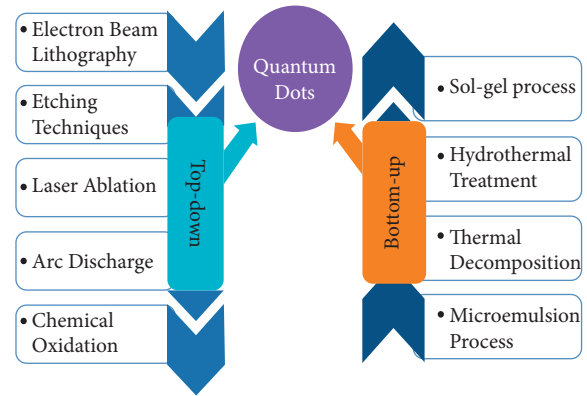 • Electron Beam
Lithography
• Etching
Techniques
• Laser Ablation
• Arc Discharge
• Chemical
Oxidation
Top-down
Quantum
Dots
Bottom-up
• Sol-gel process
• Hydrothermal
Treatment
• Thermal
Decomposition
• Microemulsion
Process